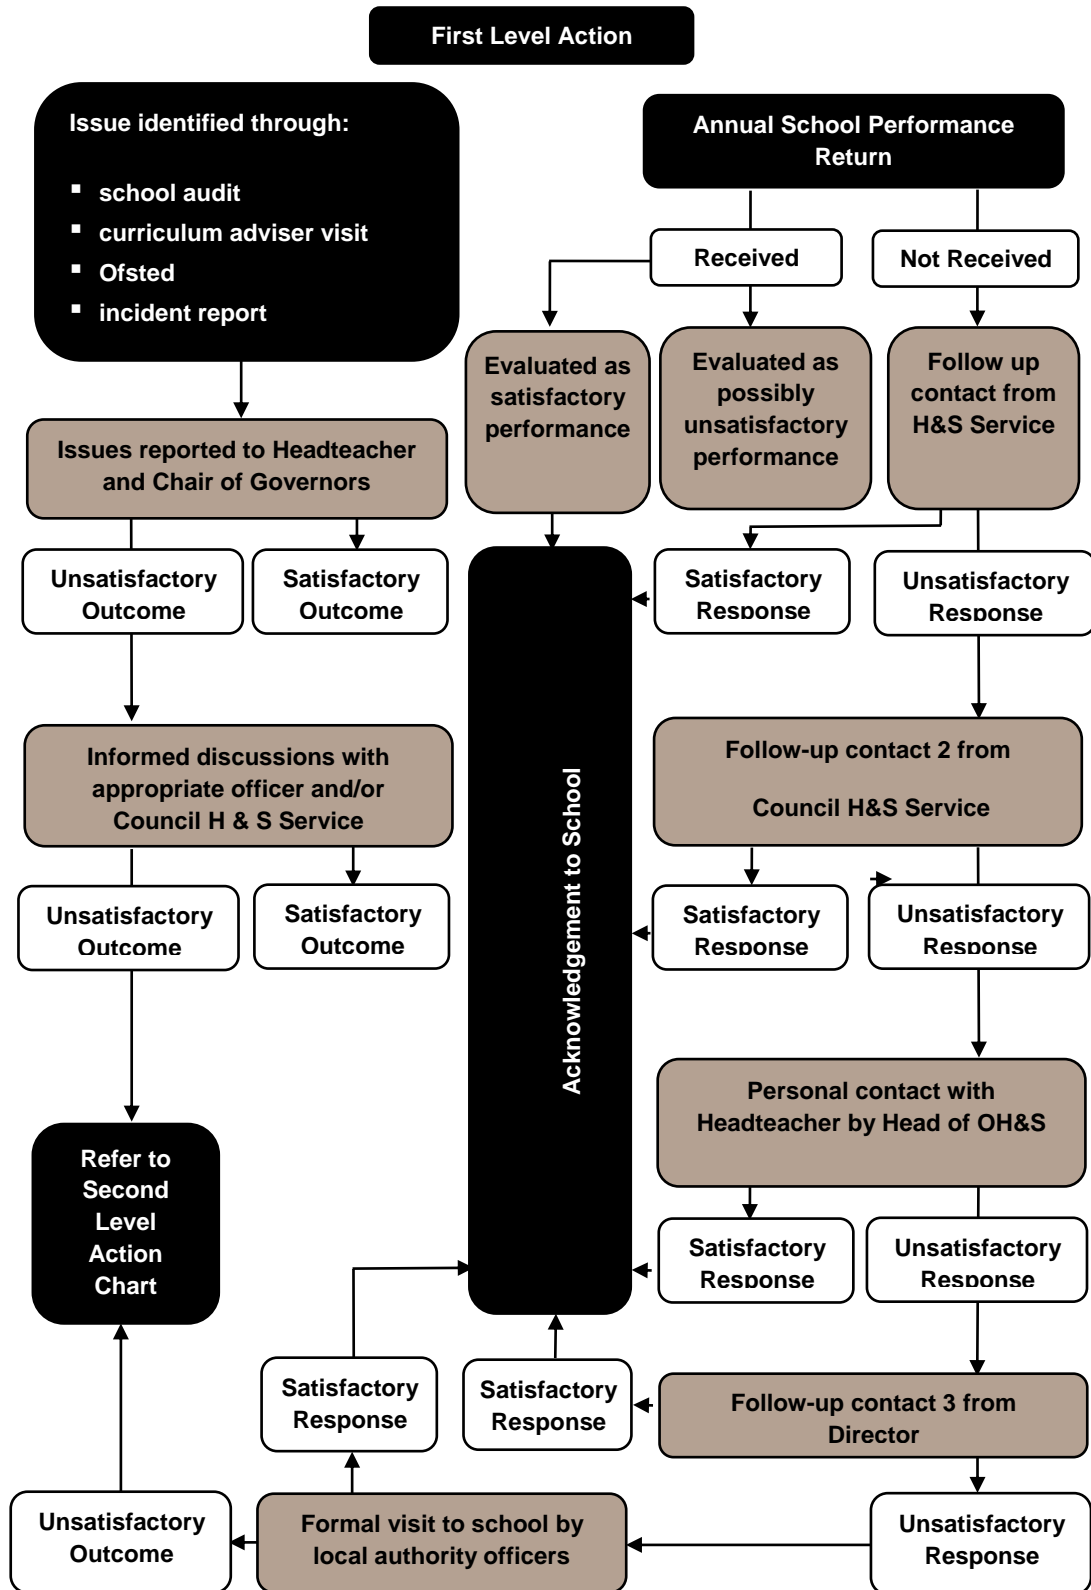 First Level Action
Issue identified through:
▪ school audit
▪ curriculum adviser visit
▪ Ofsted
▪ incident report
Annual School Performance
Return
Received
Not Received
Evaluated as
satisfactory
performance
Evaluated as
possibly
unsatisfactory
performance
Follow up
contact from
H&S Service
Issues reported to Headteacher
and Chair of Governors
Unsatisfactory
Outcome
Satisfactory
Outcome
Satisfactory
Response
Unsatisfactory
Response
Informed discussions with
appropriate officer and/or
Council H & S Service
Follow-up contact 2 from
Council H&S Service
Acknowledgement to School
Unsatisfactory
Outcome
Satisfactory
Outcome
Satisfactory
Response
Unsatisfactory
Response
Personal contact with
Headteacher by Head of OH&S
Refer to
Second
Level
Action
Chart
Satisfactory
Response
Unsatisfactory
Response
Satisfactory
Response
Satisfactory
Response
Follow-up contact 3 from
Director
Unsatisfactory
Outcome
Formal visit to school by
local authority officers
Unsatisfactory
Response